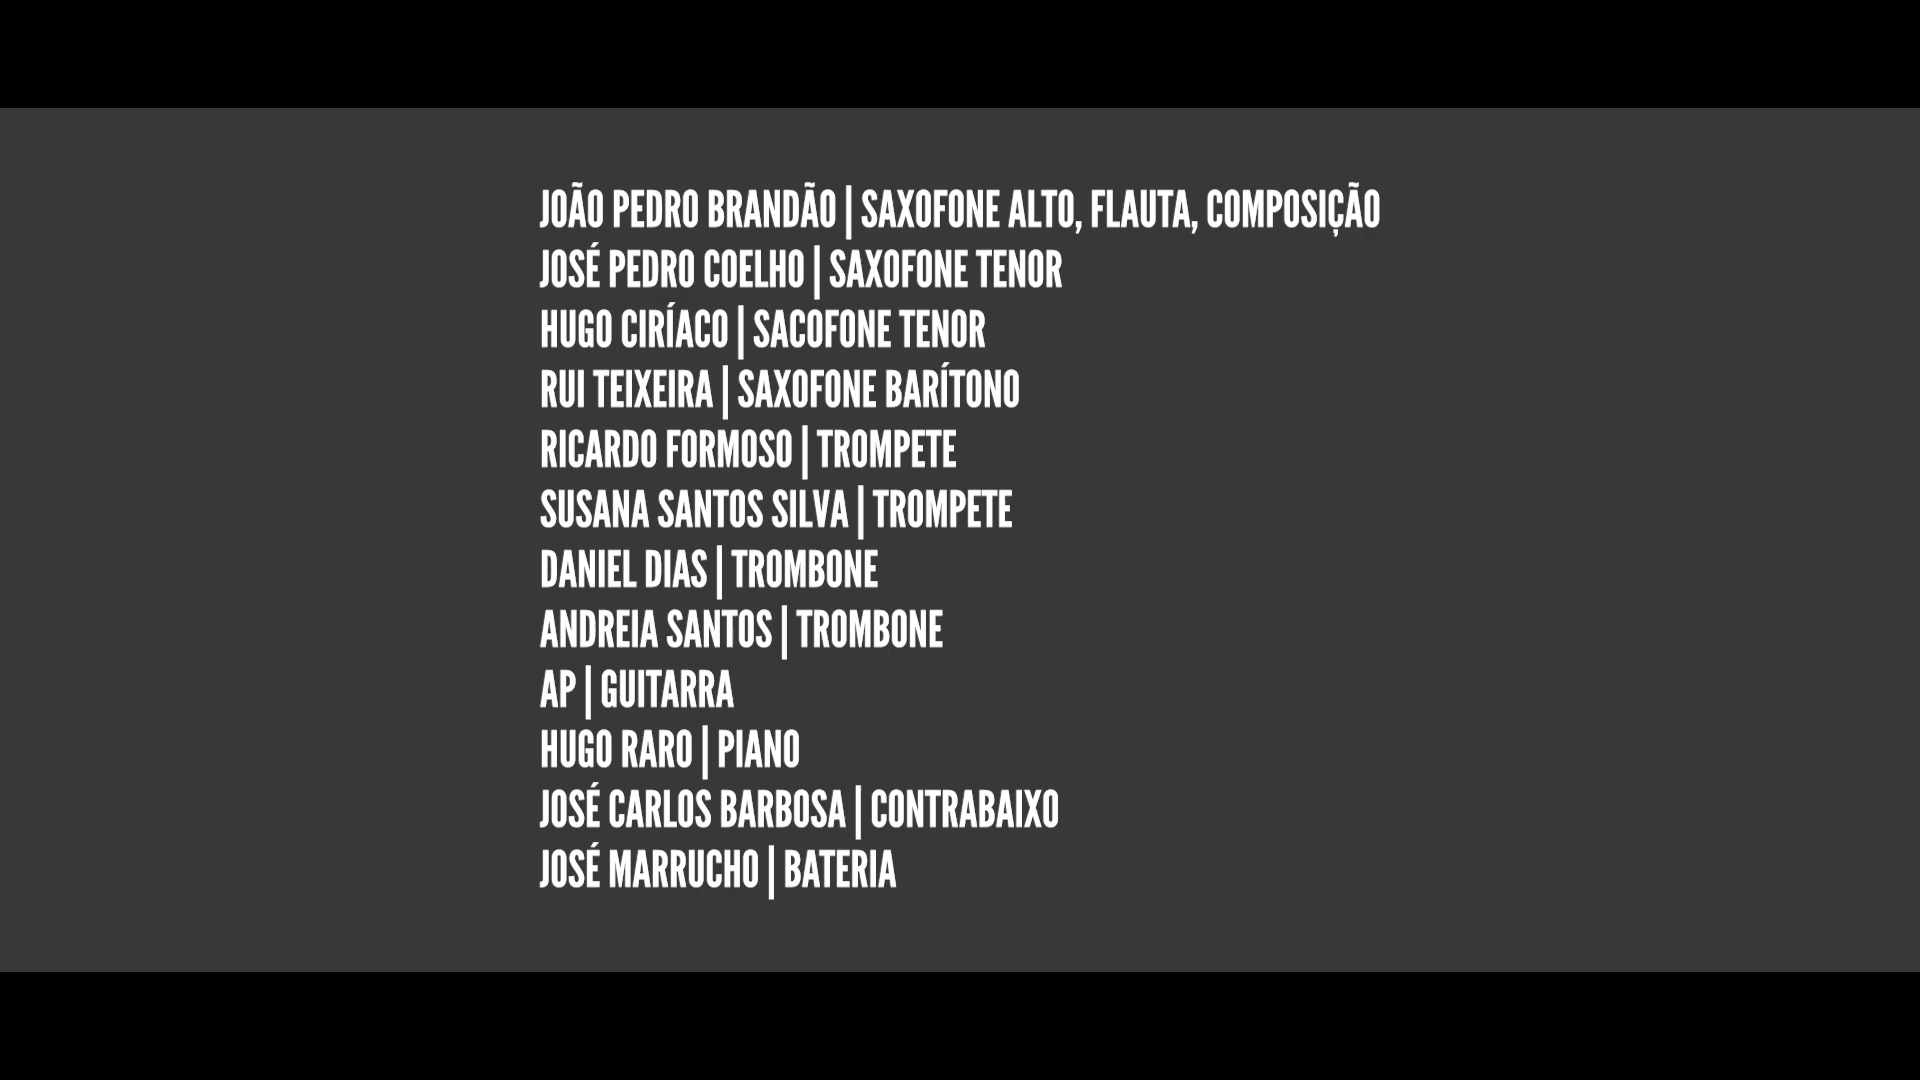 JOÃO PEDRO BRANDÃO | SAXOFONE ALTO, FLAUTA, COMPOSIÇÃO
JOSÉ PEDRO COELHO | SAXOFONE TENOR
HUGO CIRÍACO | SACOFONE TENOR
RUI TEIXEIRA | SAXOFONE BARÍTONO
RICARDO FORMOSO | TROMPETE
SUSANA SANTOS SILVA | TROMPETE
DANIEL DIAS | TROMBONE
ANDREIA SANTOS | TROMBONE
AP | GUITARRA
HUGO RARO | PIANO
JOSÉ CARLOS BARBOSA | CONTRABAIXO
JOSÉ MARRUCHO | BATERIA